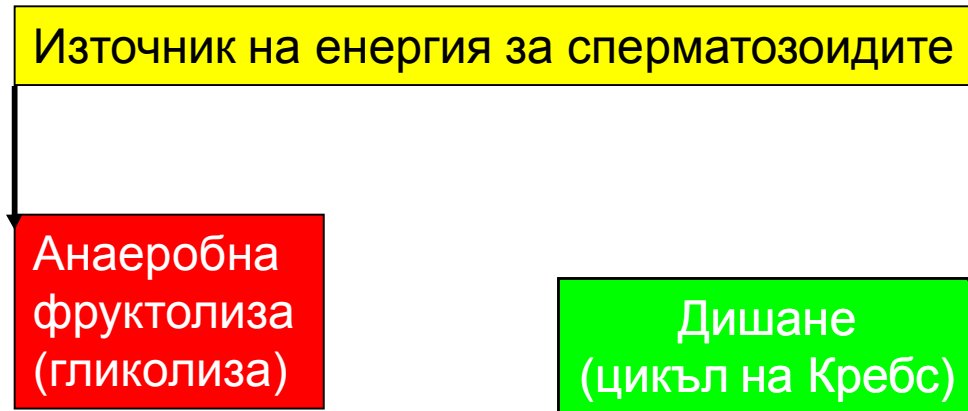 Източник на енергия за сперматозоидите
Анаеробна
фруктолиза
(гликолиза)
Дишане
(цикъл на Кребс)